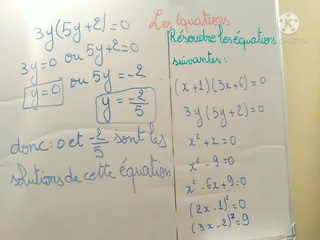 Les équations
Résoudre les équations
suivantes :
(x+1)(3x+6)=0
3y(5y+2)=0
x²+x=0
x²-9=0
x²-6x+9=0
(2x-1)²=0
(3x-2)²=9
3y(5y+2)=0
3y=0 ou 5y+2=0
y=0 ou 5y=-2
y=-2/5
donc: 0 et -2/5 sont les
solutions de cette équation